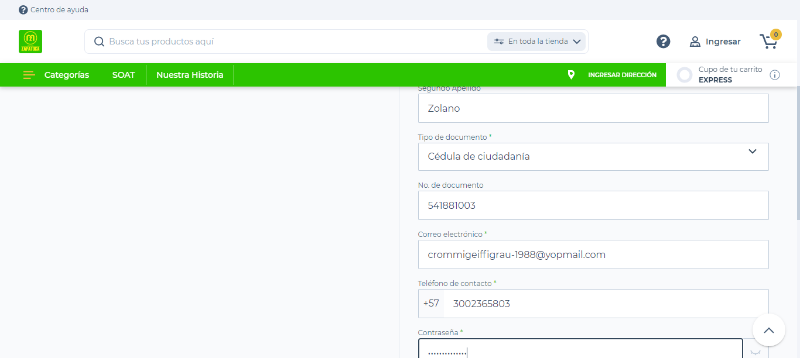 Centro de ayuda
Busca tus productos aquí
En toda la tienda
Ingresar
0
Categorías
SOAT
Nuestra Historia
INGRESAR DIRECCIÓN
Cupo de tu carrito
EXPRESS
Segundo Apellido
Zolano
Tipo de documento *
Cédula de ciudadanía
No. de documento
541881003
Correo electrónico *
crommigeiffigrau-1988@yopmail.com
Teléfono de contacto *
+57 3002365803
Contraseña *